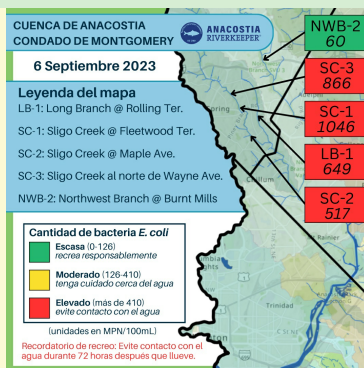 CUENCA DE ANACOSTIA
CONDADO DE MONTGOMERY
ANACOSTIA
RIVERKEEPER
6 Septiembre 2023
Leyenda del mapa
LB-1: Long Branch @ Rolling Ter.
SC-1: Sligo Creek @ Fleetwood Ter.
SC-2: Sligo Creek @ Maple Ave.
SC-3: Sligo Creek al norte de Wayne Ave.
NWB-2: Northwest Branch @ Burnt Mills
NWB-2
60
SC-3
866
SC-1
1046
LB-1
649
SC-2
517
Cantidad de bacteria E. coli
Escasa (0-126)
recrea responsablemente
Moderado (126-410)
tenga cuidado cerca del agua
Elevado (más de 410)
evite contacto con el agua
(unidades en MPN/100mL)
Recordatorio de recreo: Evite contacto con el
agua durante 72 horas después que llueve.
Rainier
Trinidad